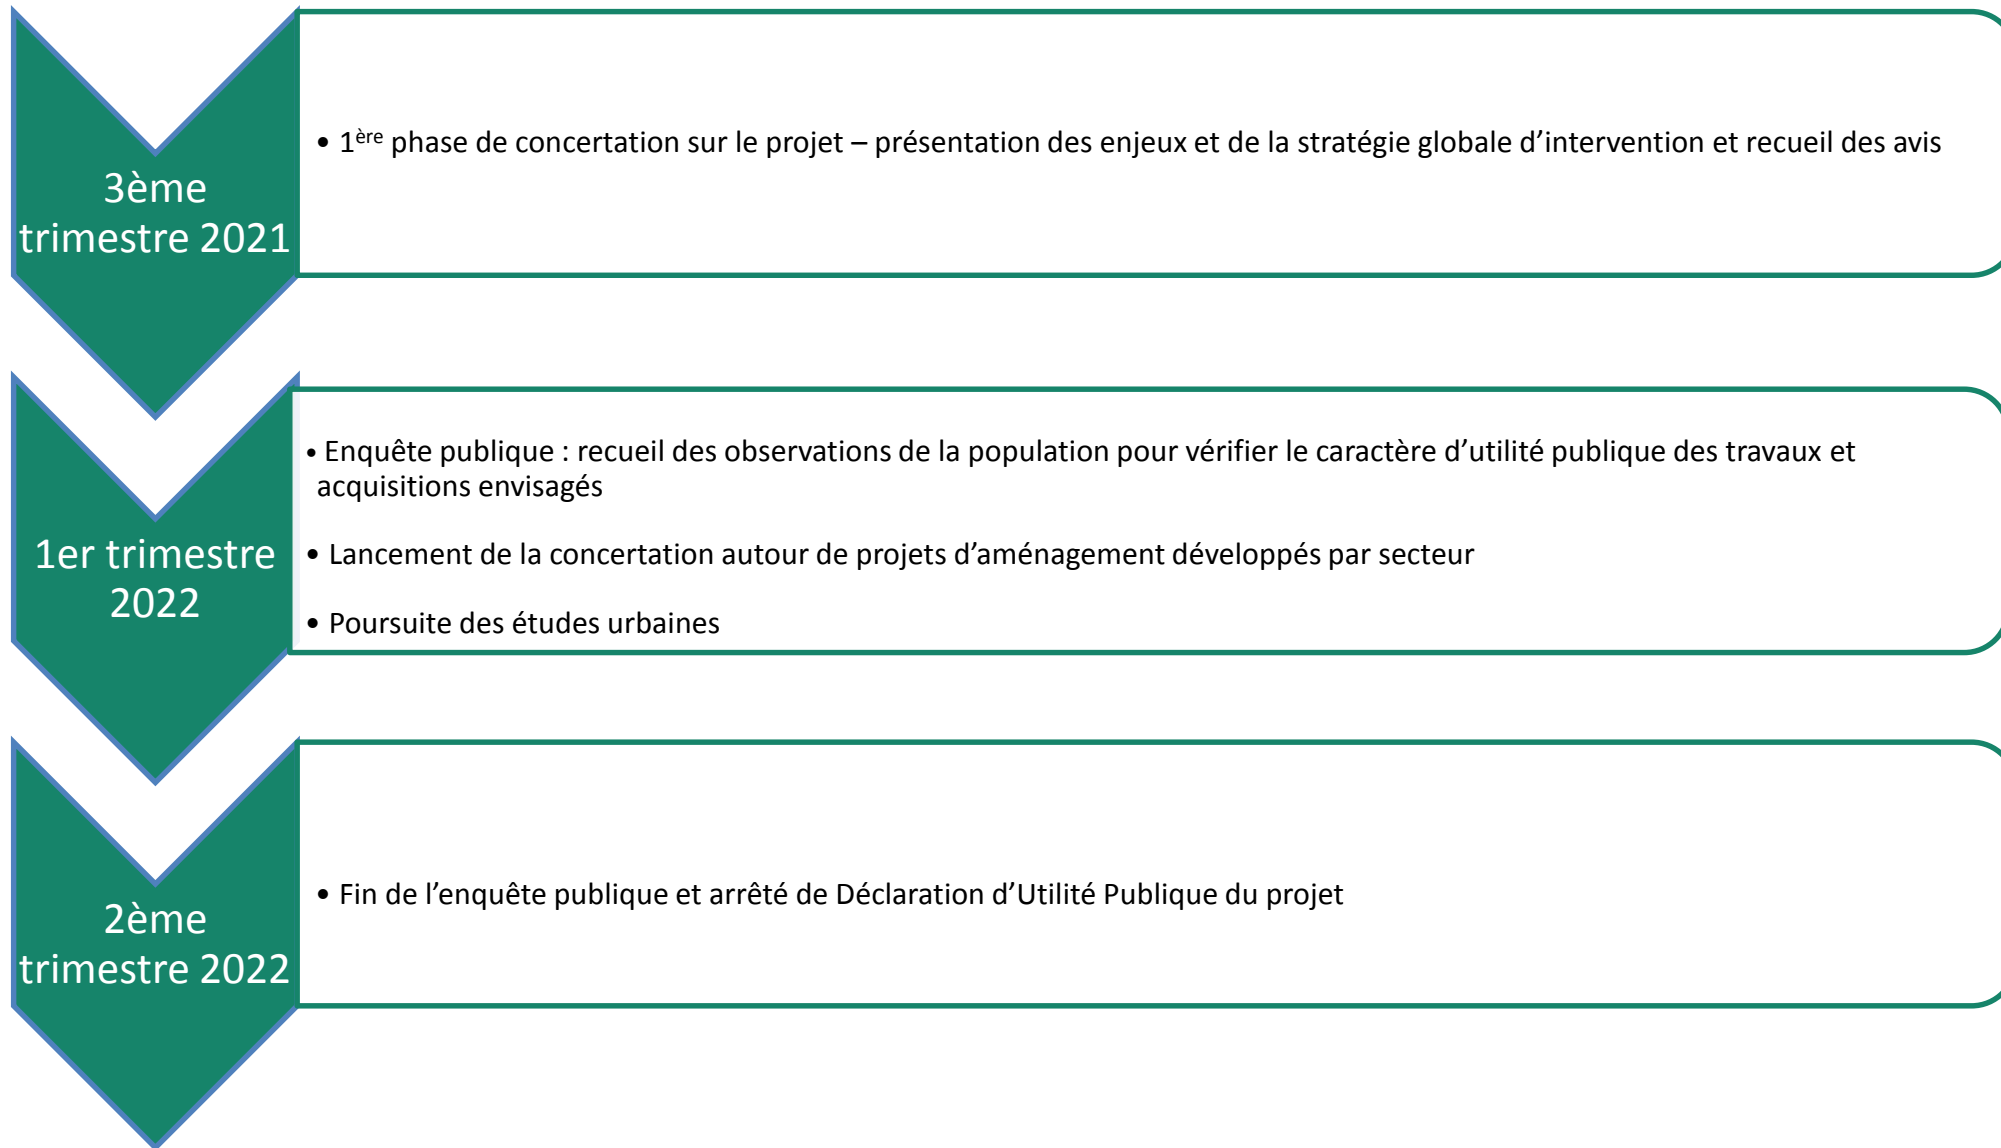 3ème
trimestre 2021
• 1ère phase de concertation sur le projet – présentation des enjeux et de la stratégie globale d’intervention et recueil des avis
1er trimestre
2022
• Enquête publique : recueil des observations de la population pour vérifier le caractère d’utilité publique des travaux et
acquisitions envisagés
• Lancement de la concertation autour de projets d’aménagement développés par secteur
• Poursuite des études urbaines
2ème
trimestre 2022
• Fin de l’enquête publique et arrêté de Déclaration d’Utilité Publique du projet